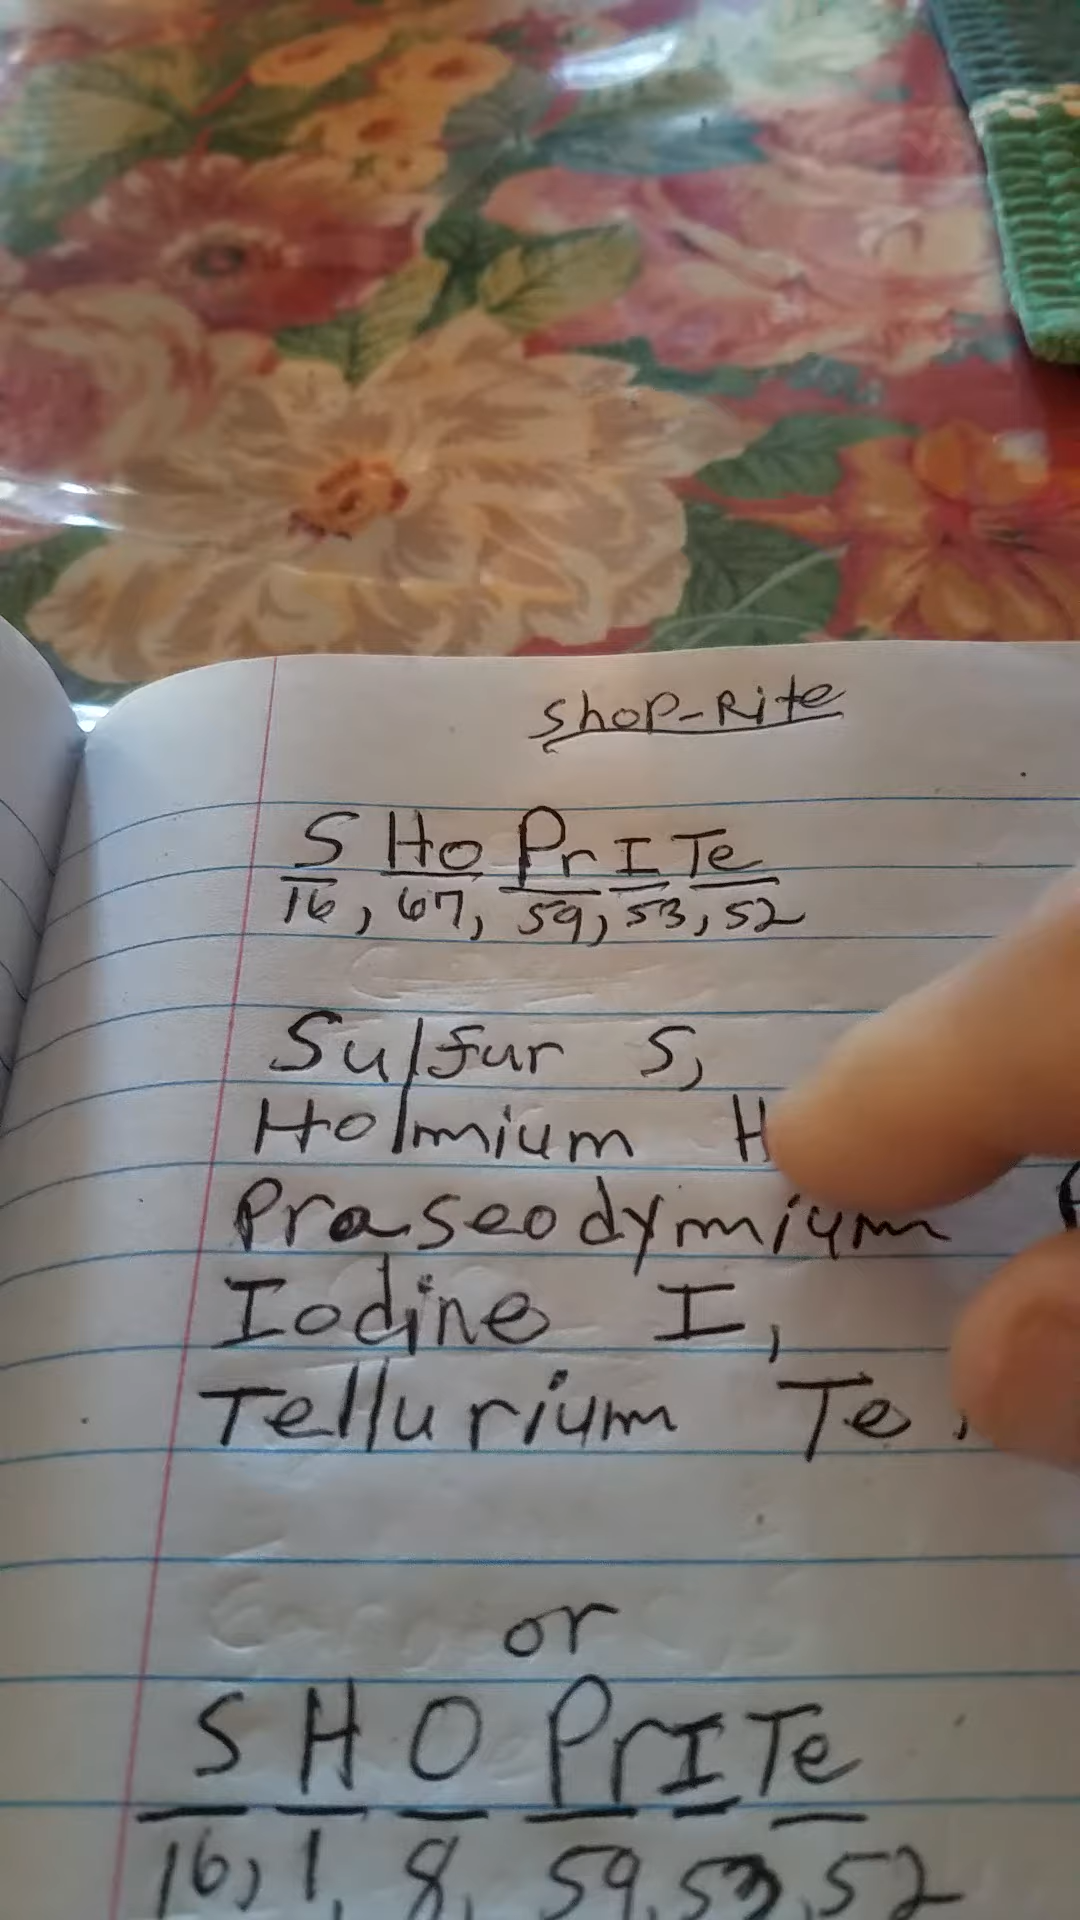 Shop-Rite
S Ho Pr I Te
16, 67, 59, 53, 52
Sulfur S,
Holmium H
Praseodymium
Iodine I,
Tellurium Te,
or
S H O Pr I Te
16, 1, 8, 59, 53, 52